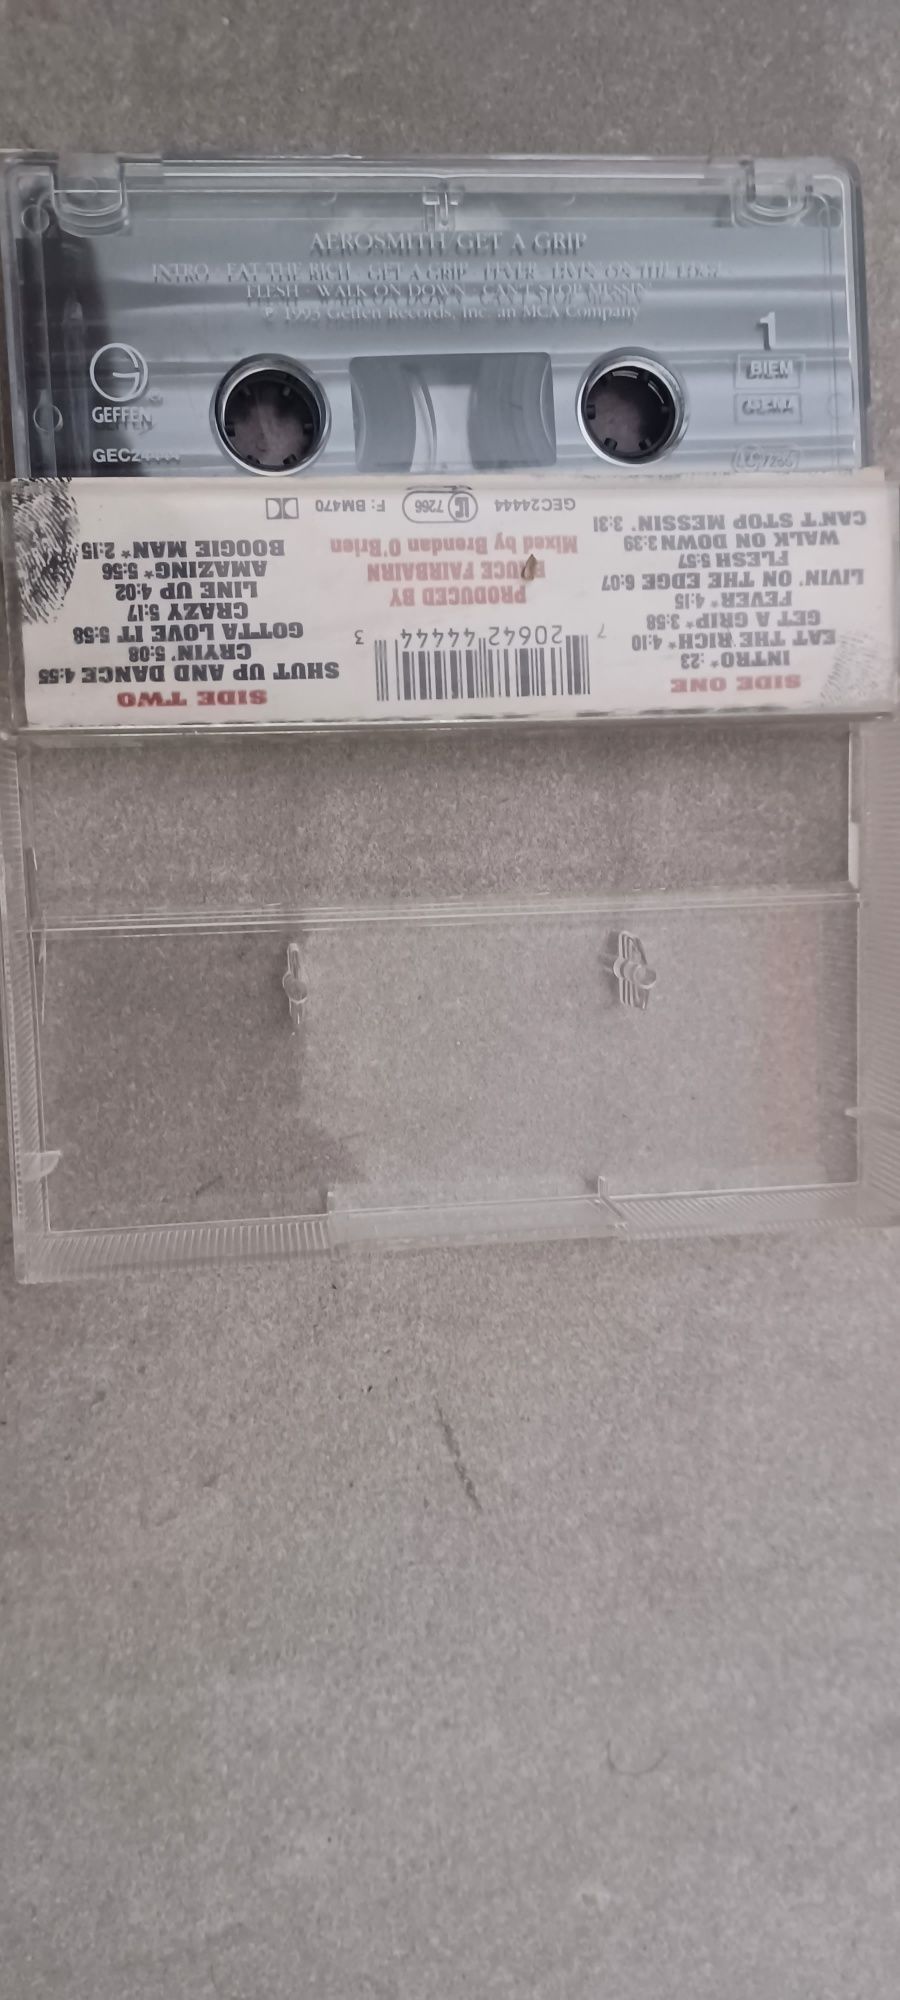 AEROSMITH/GET A GRIP
INTRO · EAT THE RICH · GET A GRIP · FEVER · LIVIN' ON THE EDGE
FLESH · WALK ON DOWN · CAN'T STOP MESSIN'
℗ 1993 Geffen Records, Inc. an MCA Company
1
BIEM
GEMA
LC 7266
GEFFEN
GEC24444
SIDE ONE
INTRO* :23
EAT THE RICH* 4:10
GET A GRIP* 3:58
FEVER* 4:15
LIVIN' ON THE EDGE 6:07
FLESH 5:57
WALK ON DOWN 3:39
CAN'T STOP MESSIN' 3:31
7 20642 44444 3
PRODUCED BY
BRUCE FAIRBAIRN
Mixed by Brendan O'Brien
GEC24444 LC 7266 F: BM470
SIDE TWO
SHUT UP AND DANCE 4:55
CRYIN' 5:08
GOTTA LOVE IT 5:58
CRAZY 5:17
LINE UP 4:02
AMAZING* 5:56
BOOGIE MAN* 2:15